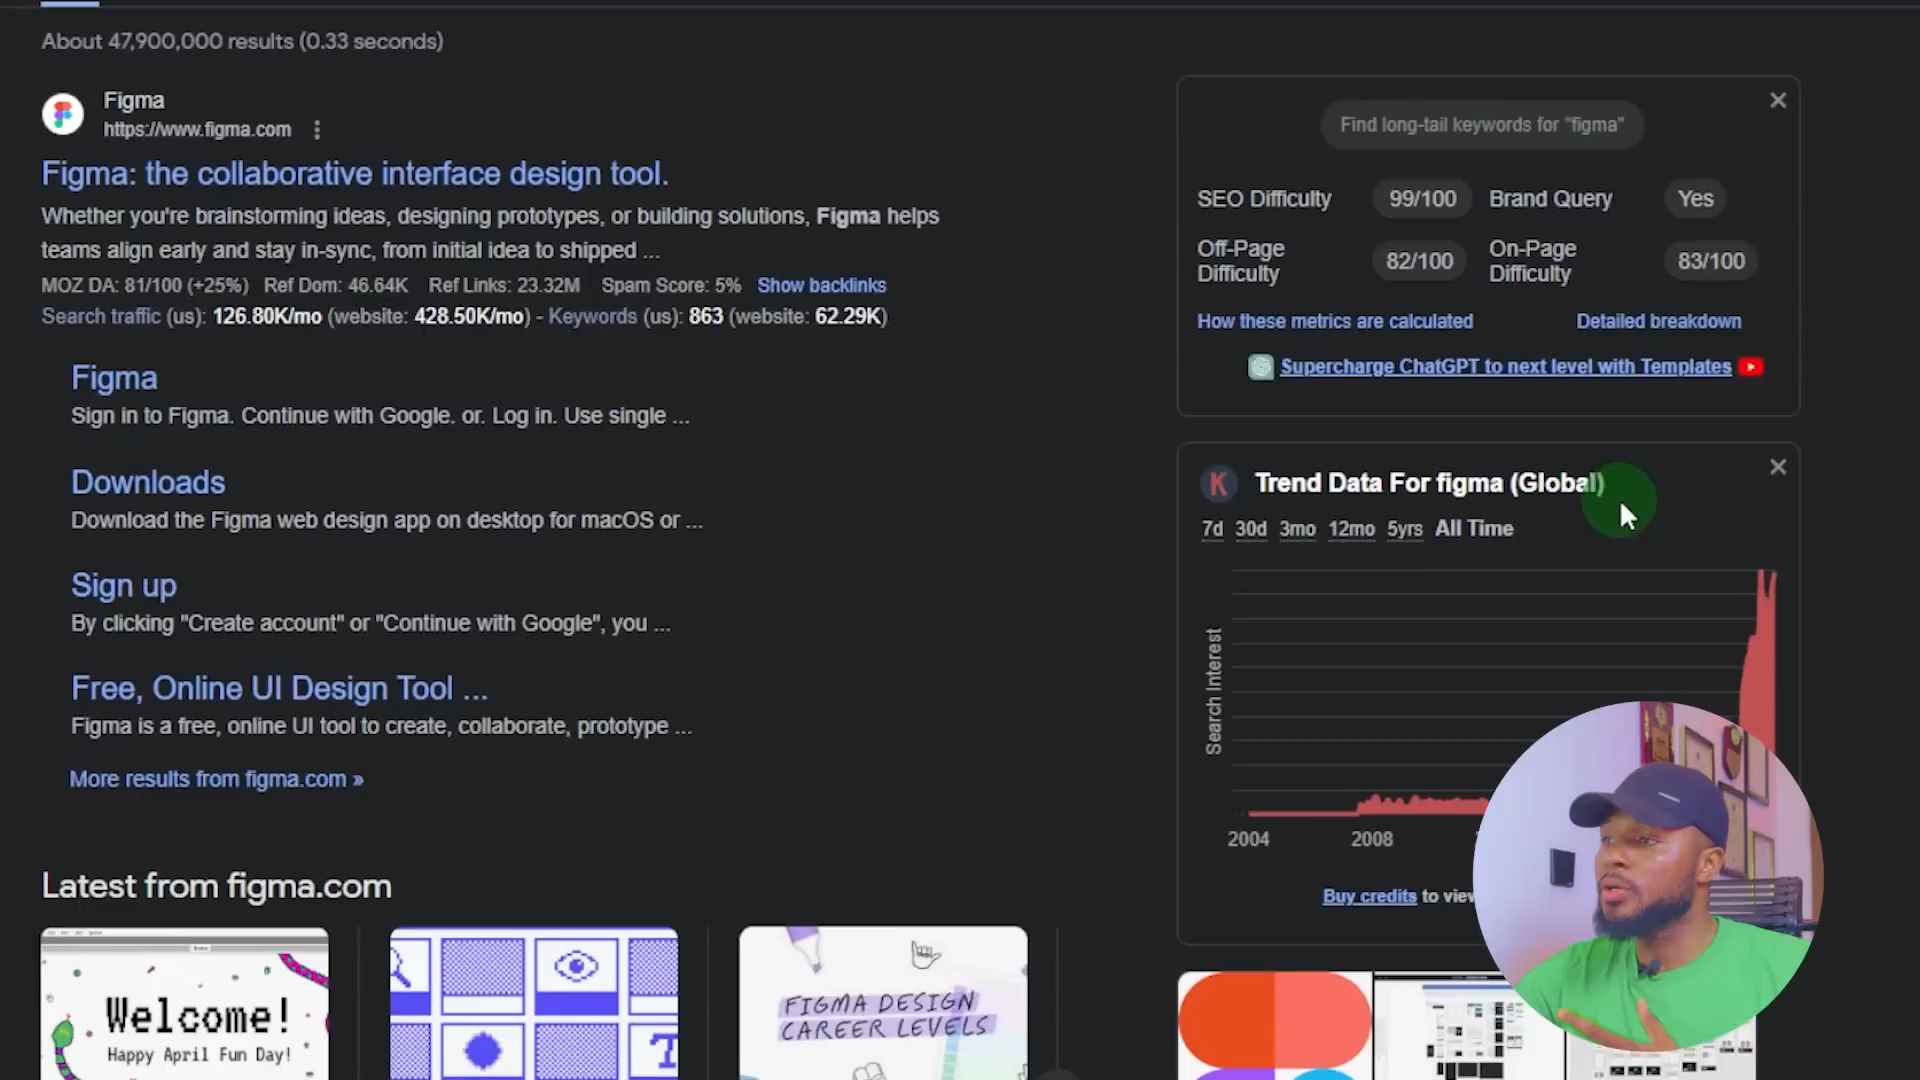 About 47,900,000 results (0.33 seconds)
Figma
https://www.figma.com
Figma: the collaborative interface design tool.
Whether you're brainstorming ideas, designing prototypes, or building solutions, Figma helps
teams align early and stay in-sync, from initial idea to shipped ...
MOZ DA: 81/100 (+25%) Ref Dom: 46.64K Ref Links: 23.32M Spam Score: 5% Show backlinks
Search traffic (us): 126.80K/mo (website: 428.50K/mo) - Keywords (us): 863 (website: 62.29K)
Figma
Sign in to Figma. Continue with Google. or. Log in. Use single ...
Downloads
Download the Figma web design app on desktop for macOS or ...
Sign up
By clicking "Create account" or "Continue with Google", you ...
Free, Online UI Design Tool ...
Figma is a free, online UI tool to create, collaborate, prototype ...
More results from figma.com »
Latest from figma.com
Welcome!
Happy April Fun Day!
T
FIGMA DESIGN
CAREER LEVELS
Find long-tail keywords for "figma"
SEO Difficulty 99/100 Brand Query Yes
Off-Page Difficulty 82/100 On-Page Difficulty 83/100
How these metrics are calculated Detailed breakdown
Supercharge ChatGPT to next level with Templates
K Trend Data For figma (Global)
7d 30d 3mo 12mo 5yrs All Time
Search Interest
2004 2008
Buy credits to view